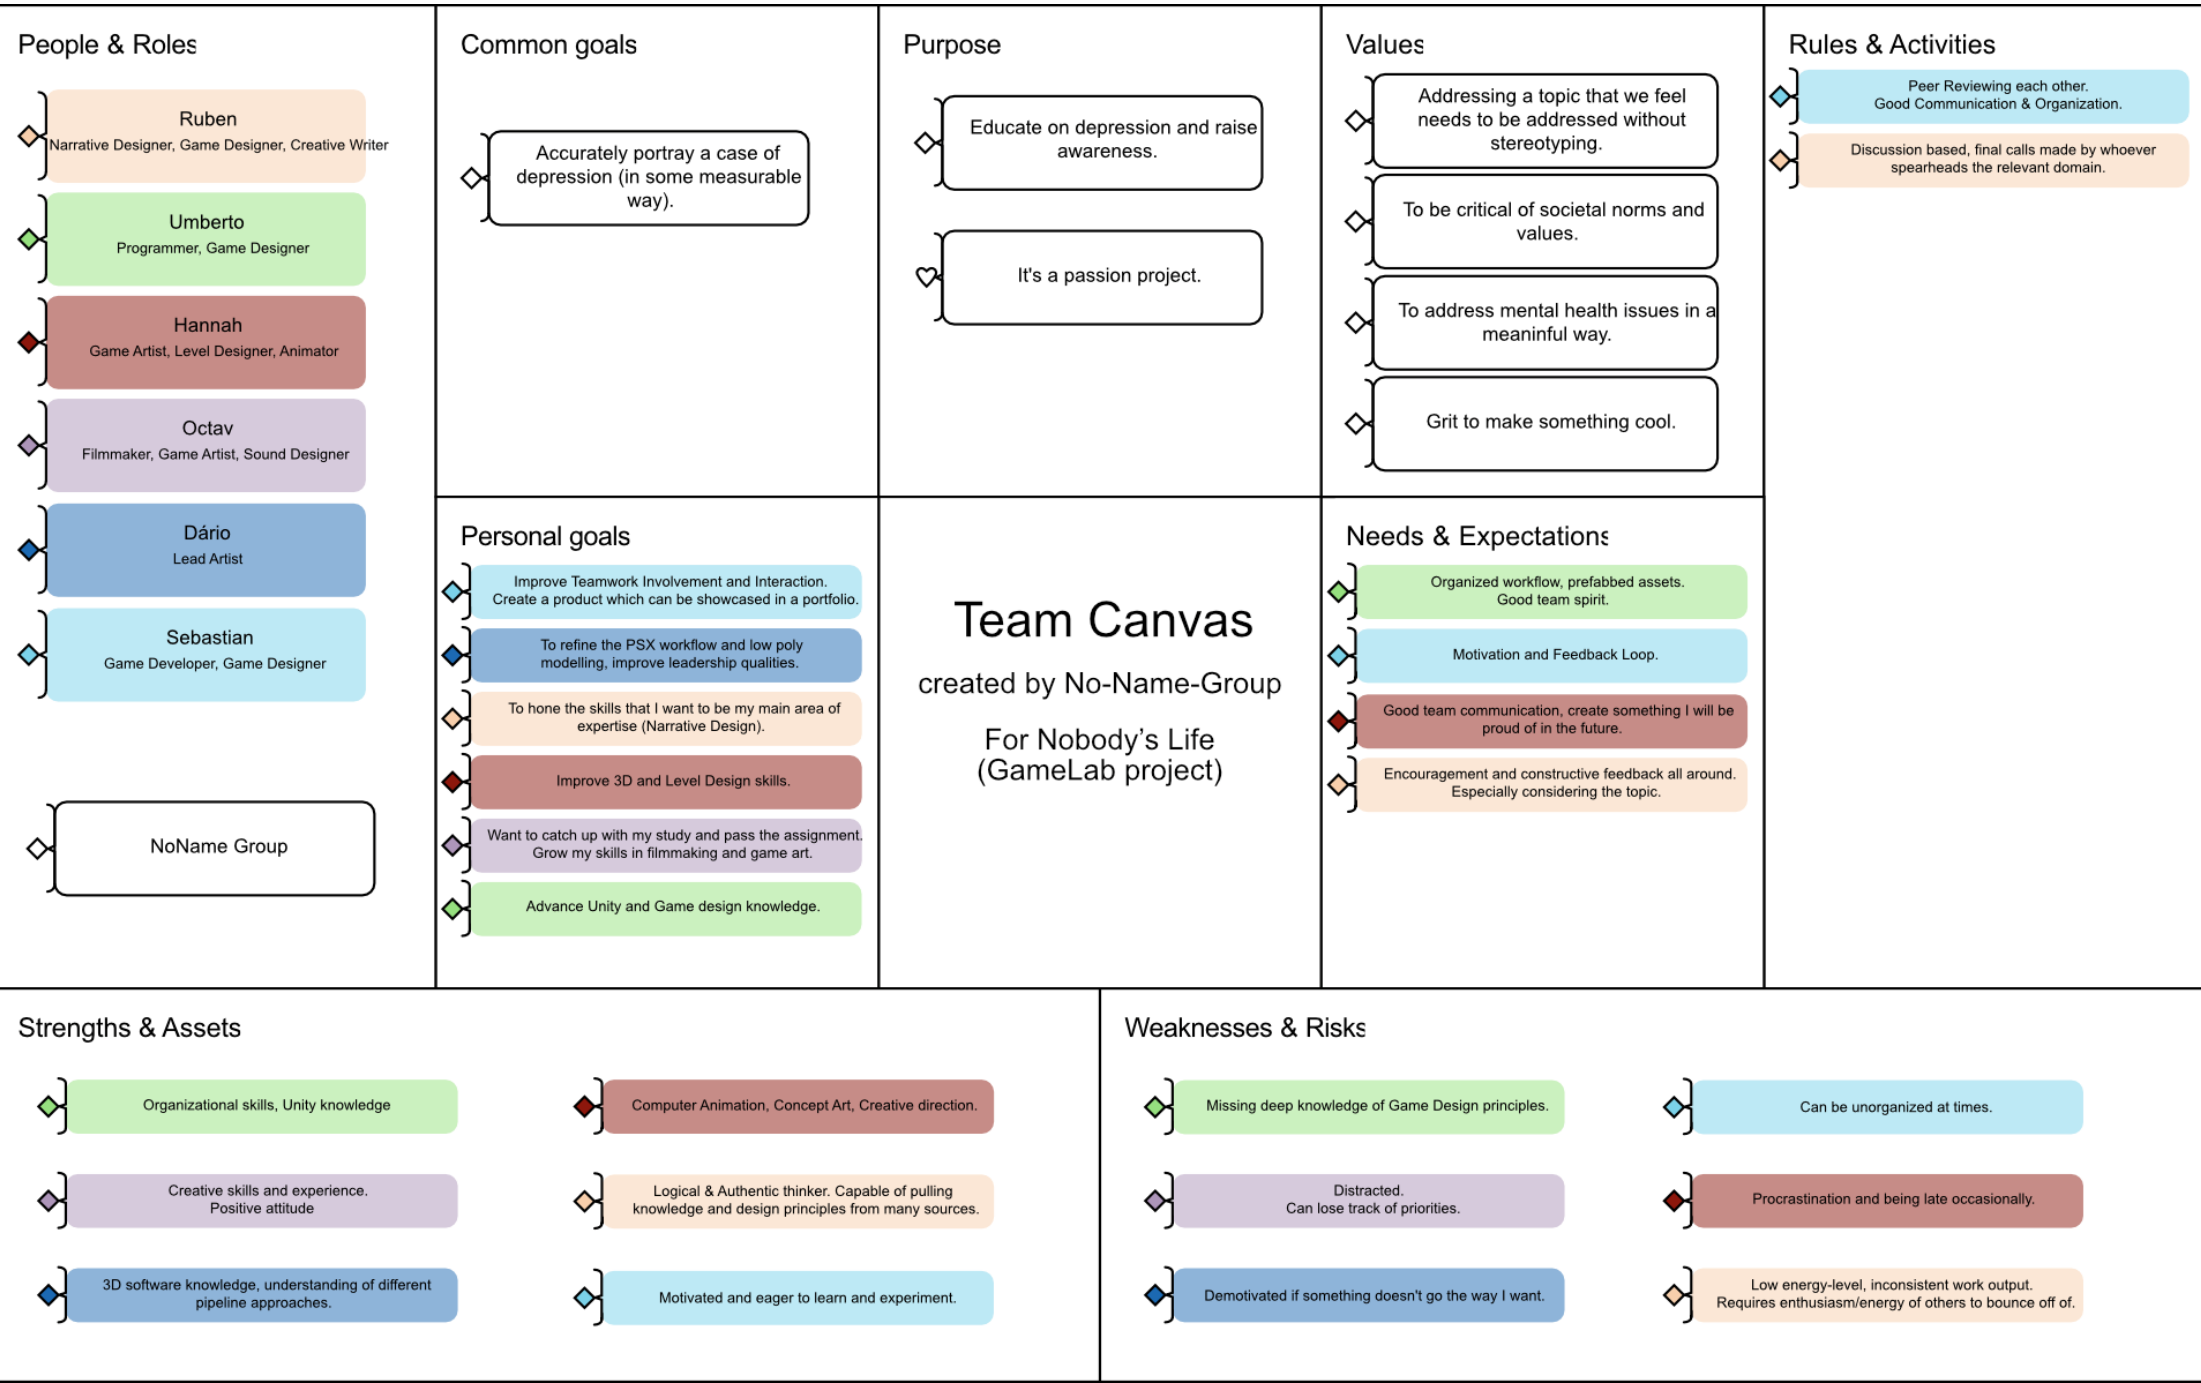 People & Roles
Ruben
Narrative Designer, Game Designer, Creative Writer
Umberto
Programmer, Game Designer
Hannah
Game Artist, Level Designer, Animator
Octav
Filmmaker, Game Artist, Sound Designer
Dário
Lead Artist
Sebastian
Game Developer, Game Designer
NoName Group
Common goals
Accurately portray a case of
depression (in some measurable
way).
Purpose
Educate on depression and raise
awareness.
It's a passion project.
Values
Addressing a topic that we feel
needs to be addressed without
stereotyping.
To be critical of societal norms and
values.
To address mental health issues in a
meaninful way.
Grit to make something cool.
Rules & Activities
Peer Reviewing each other.
Good Communication & Organization.
Discussion based, final calls made by whoever
spearheads the relevant domain.
Personal goals
Improve Teamwork Involvement and Interaction.
Create a product which can be showcased in a portfolio.
To refine the PSX workflow and low poly
modelling, improve leadership qualities.
To hone the skills that I want to be my main area of
expertise (Narrative Design).
Improve 3D and Level Design skills.
Want to catch up with my study and pass the assignment.
Grow my skills in filmmaking and game art.
Advance Unity and Game design knowledge.
Team Canvas
created by No-Name-Group
For Nobody’s Life
(GameLab project)
Needs & Expectations
Organized workflow, prefabbed assets.
Good team spirit.
Motivation and Feedback Loop.
Good team communication, create something I will be
proud of in the future.
Encouragement and constructive feedback all around.
Especially considering the topic.
Strengths & Assets
Organizational skills, Unity knowledge
Creative skills and experience.
Positive attitude
3D software knowledge, understanding of different
pipeline approaches.
Computer Animation, Concept Art, Creative direction.
Logical & Authentic thinker. Capable of pulling
knowledge and design principles from many sources.
Motivated and eager to learn and experiment.
Weaknesses & Risks
Missing deep knowledge of Game Design principles.
Distracted.
Can lose track of priorities.
Demotivated if something doesn't go the way I want.
Can be unorganized at times.
Procrastination and being late occasionally.
Low energy-level, inconsistent work output.
Requires enthusiasm/energy of others to bounce off of.